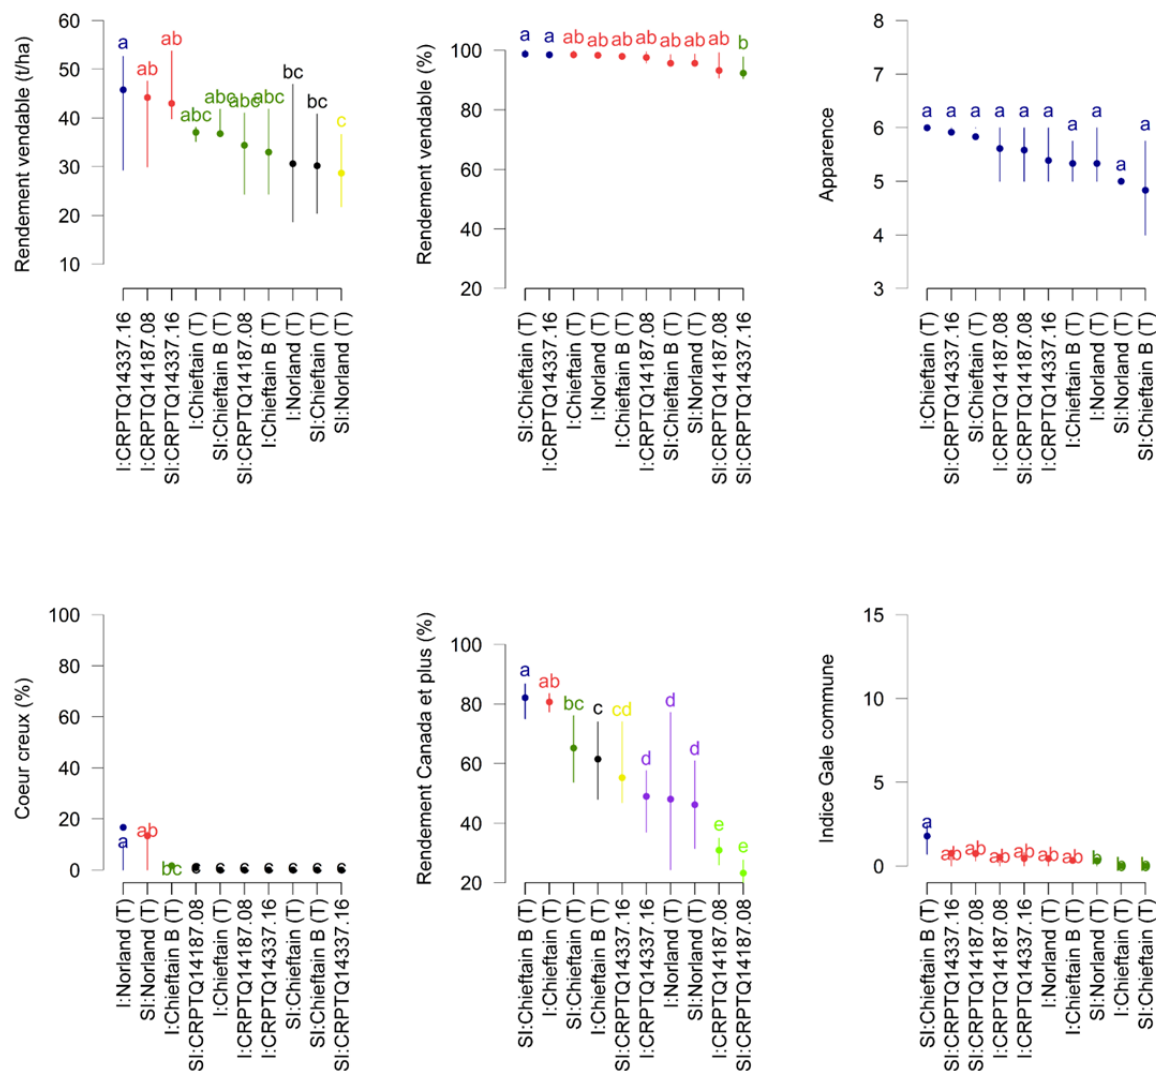 Rendement vendable (t/ha)
60
50
40
30
20
10
a
ab
ab
abc
abc
abc
abc
bc
bc
c
I:CRPTQ14337.16
I:CRPTQ14187.08
SI:CRPTQ14337.16
I:Chieftain (T)
SI:Chieftain B (T)
SI:CRPTQ14187.08
I:Chieftain B (T)
I:Norland (T)
SI:Chieftain (T)
SI:Norland (T)
Rendement vendable (%)
100
80
60
40
20
a
a
ab
ab
ab
ab
ab
ab
ab
b
SI:Chieftain (T)
I:CRPTQ14337.16
I:Chieftain (T)
I:Norland (T)
I:Chieftain B (T)
I:CRPTQ14187.08
SI:Chieftain B (T)
SI:Norland (T)
SI:CRPTQ14187.08
SI:CRPTQ14337.16
Apparence
8
7
6
5
4
3
a
a
a
a
a
a
a
a
a
a
I:Chieftain (T)
SI:CRPTQ14337.16
SI:Chieftain (T)
I:CRPTQ14187.08
SI:CRPTQ14187.08
I:CRPTQ14337.16
I:Chieftain B (T)
I:Norland (T)
SI:Norland (T)
SI:Chieftain B (T)
Coeur creux (%)
100
80
60
40
20
0
a
ab
bc
c
c
c
c
c
c
c
I:Norland (T)
SI:Norland (T)
I:Chieftain B (T)
SI:CRPTQ14187.08
I:Chieftain (T)
I:CRPTQ14187.08
I:CRPTQ14337.16
SI:Chieftain (T)
SI:Chieftain B (T)
SI:CRPTQ14337.16
Rendement Canada et plus (%)
100
80
60
40
20
a
ab
bc
c
cd
d
d
d
e
e
SI:Chieftain B (T)
I:Chieftain (T)
SI:Chieftain (T)
I:Chieftain B (T)
SI:CRPTQ14337.16
I:CRPTQ14337.16
I:Norland (T)
SI:Norland (T)
I:CRPTQ14187.08
SI:CRPTQ14187.08
Indice Gale commune
15
10
5
0
a
ab
ab
ab
ab
ab
ab
b
b
b
SI:Chieftain B (T)
SI:CRPTQ14337.16
SI:CRPTQ14187.08
I:CRPTQ14187.08
I:CRPTQ14337.16
I:Norland (T)
I:Chieftain B (T)
SI:Norland (T)
I:Chieftain (T)
SI:Chieftain (T)